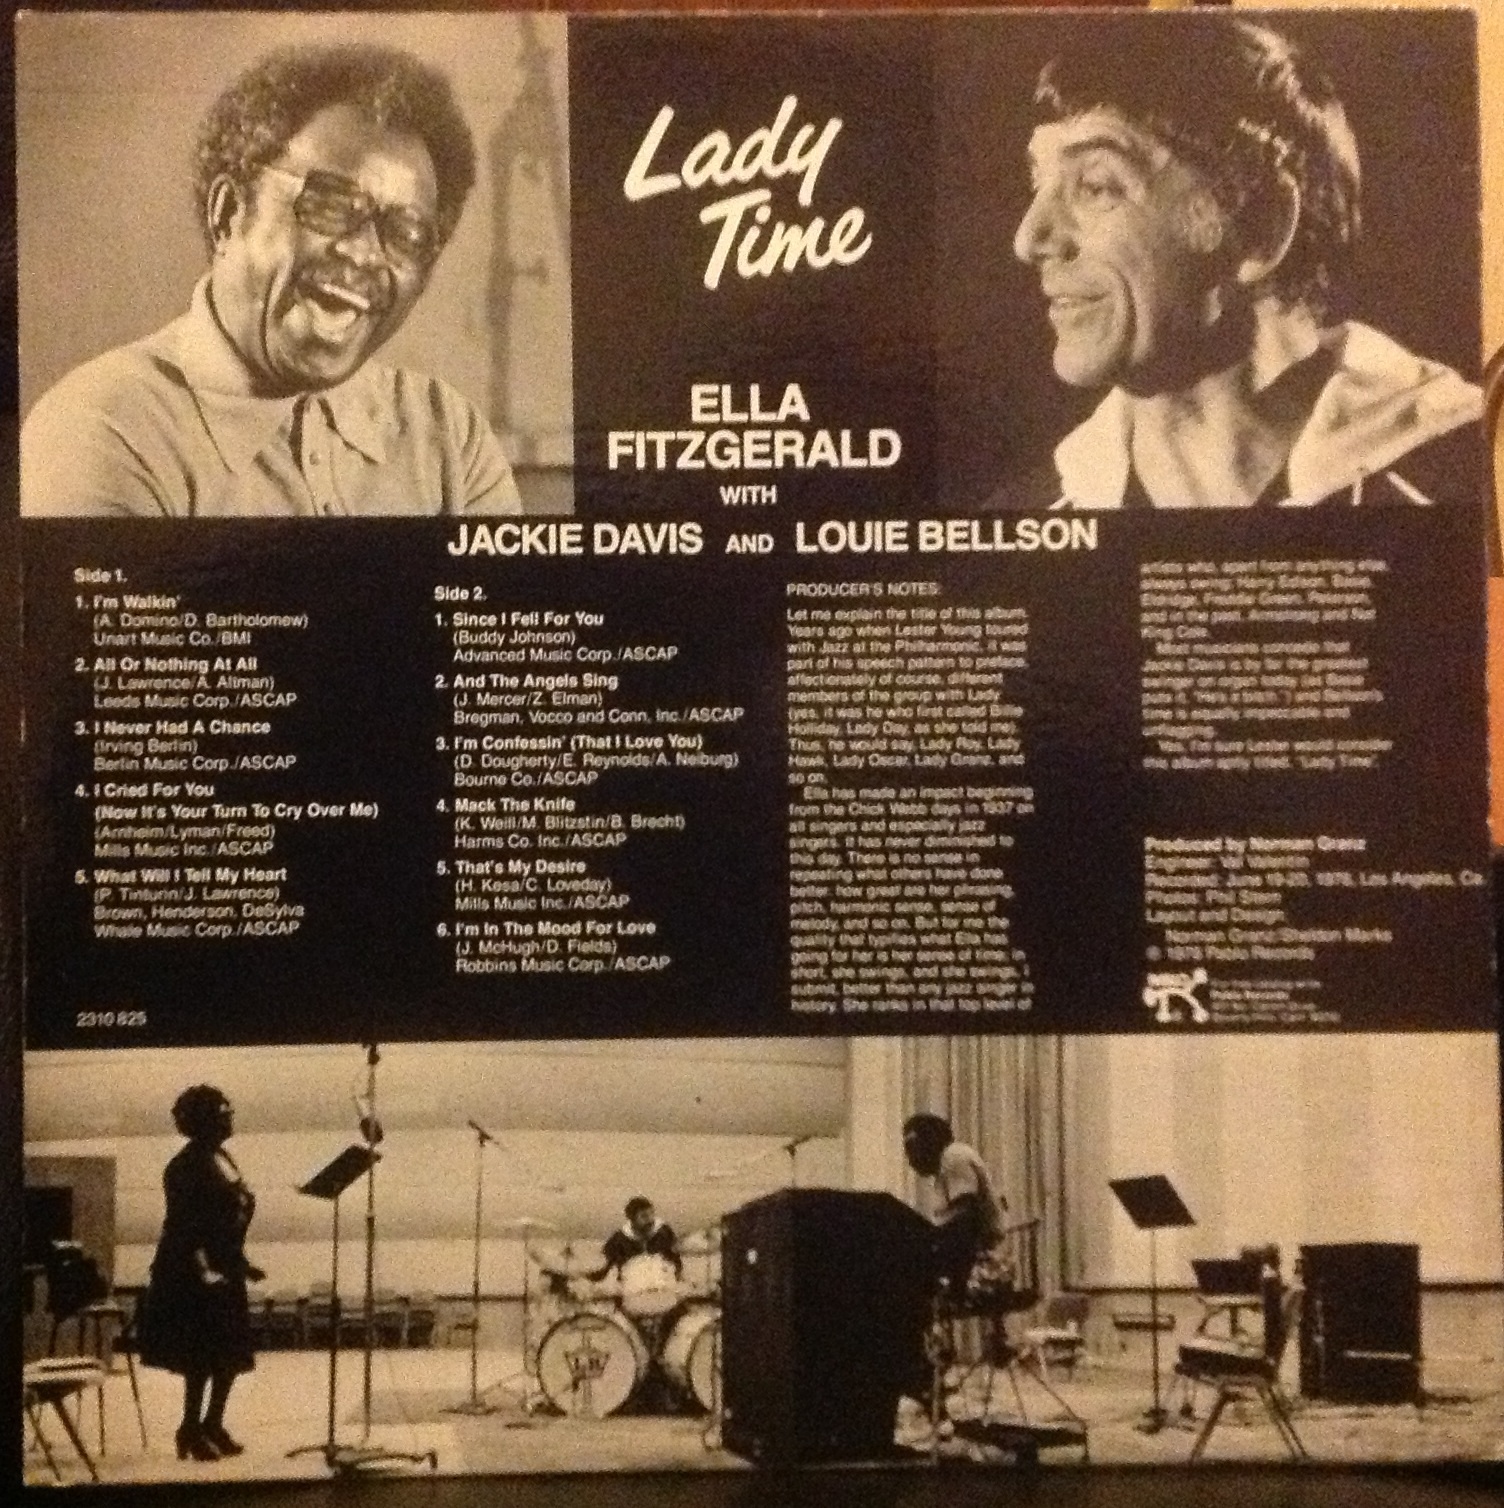 Lady
Time
ELLA
FITZGERALD
WITH
JACKIE DAVIS AND LOUIE BELLSON
Side 1.
1. I'm Walkin'
(A. Domino/D. Bartholomew)
Unart Music Co./BMI
2. All Or Nothing At All
(J. Lawrence/A. Altman)
Leeds Music Corp./ASCAP
3. I Never Had A Chance
(Irving Berlin)
Berlin Music Corp./ASCAP
4. I Cried For You
(Now It's Your Turn To Cry Over Me)
(Arnheim/Lyman/Freed)
Mills Music Inc./ASCAP
5. What Will I Tell My Heart
(P. Tinturin/J. Lawrence)
Brown, Henderson, DeSylva
Whale Music Corp./ASCAP
2310 825
Side 2.
1. Since I Fell For You
(Buddy Johnson)
Advanced Music Corp./ASCAP
2. And The Angels Sing
(J. Mercer/Z. Elman)
Bregman, Vocco and Conn, Inc./ASCAP
3. I'm Confessin' (That I Love You)
(D. Dougherty/E. Reynolds/A. Neiburg)
Bourne Co./ASCAP
4. Mack The Knife
(K. Weill/M. Blitzstin/B. Brecht)
Harms Co. Inc./ASCAP
5. That's My Desire
(H. Kesa/C. Loveday)
Mills Music Inc./ASCAP
6. I'm In The Mood For Love
(J. McHugh/D. Fields)
Robbins Music Corp./ASCAP
PRODUCER'S NOTES:
Let me explain the title of this album.
Years ago when Lester Young toured
with Jazz at the Philharmonic, it was
part of his speech pattern to preface,
affectionately of course, different
members of the group with Lady
(yes, it was he who first called Billie
Holiday, Lady Day, as she told me).
Thus, he would say, Lady Roy, Lady
Hawk, Lady Oscar, Lady Granz, and
so on.
Ella has made an impact beginning
from the Chick Webb days in 1937 on
all singers and especially jazz
singers. It has never diminished to
this day. There is no sense in
repeating what others have done
better: how great are her phrasing,
pitch, harmonic sense, sense of
melody, and so on. But for me the
quality that typifies what Ella has
going for her is her sense of time; in
short, she swings, and she swings, I
submit, better than any jazz singer in
history. She ranks in that top level of
artists who, apart from anything else,
always swing: Harry Edison, Basie,
Eldridge, Freddie Green, Peterson,
and in the past, Armstrong and Nat
King Cole.
Most musicians concede that
Jackie Davis is by far the greatest
swinger on organ today (as Basie
puts it, "He's a bitch".) and Bellson's
time is equally impeccable and
swinging.
Yes, I'm sure Lester would consider
this album aptly titled, "Lady Time".
Produced by Norman Granz
Engineer: Val Valentin
Recorded: June 19-20, 1978, Los Angeles, Ca
Photos: Phil Stern
Layout and Design:
Norman Granz/Sheldon Marks
© 1978 Pablo Records
Pablo Records
LB